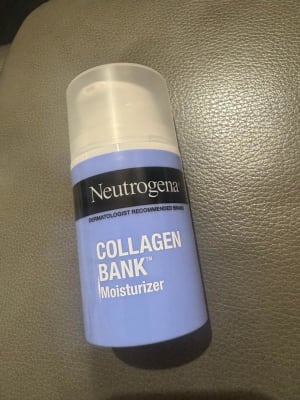 Neutrogena
DERMATOLOGIST RECOMMENDED BRAND
COLLAGEN
BANK™
Moisturizer